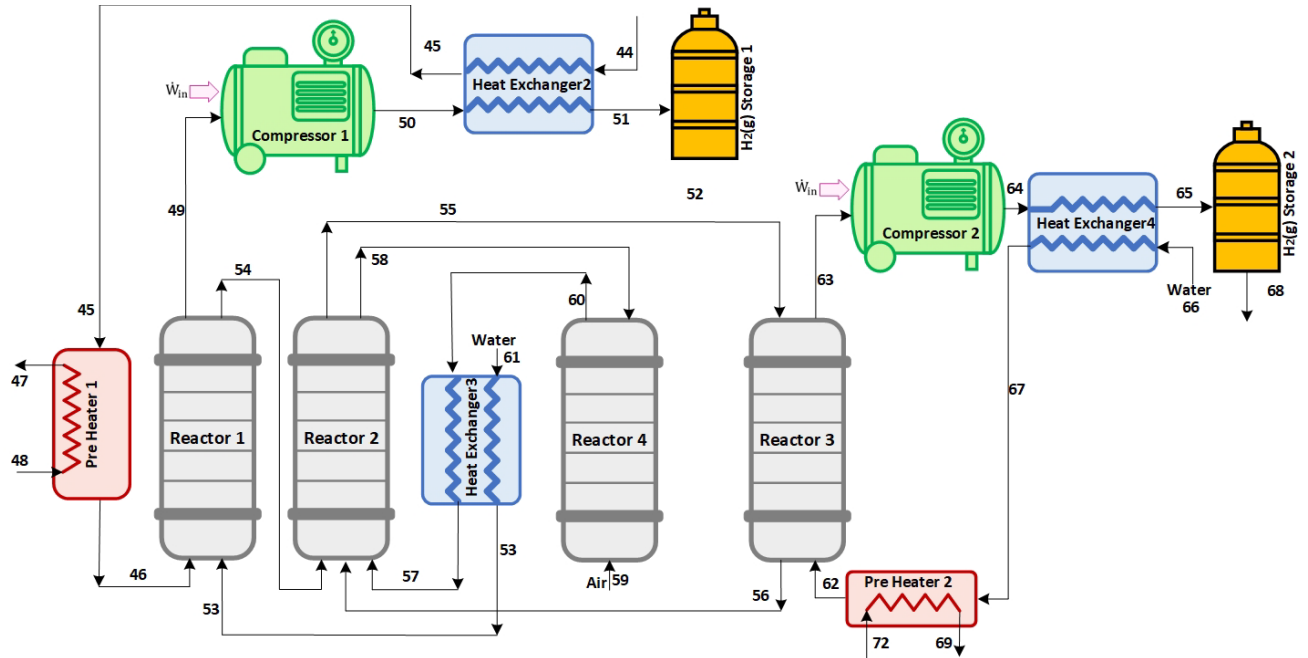 45
44
Ẇin
Heat Exchanger2
H2(g) Storage 1
Compressor 1
50
51
49
52
55
58
54
Ẇin
64
65
Heat Exchanger4
Compressor 2
H2(g) Storage 2
63
Water
66
68
45
60
Water
61
47
Pre Heater 1
48
Reactor 1
Reactor 2
Heat Exchanger3
Reactor 4
Reactor 3
67
53
46
53
57
Air
59
56
62
Pre Heater 2
72
69